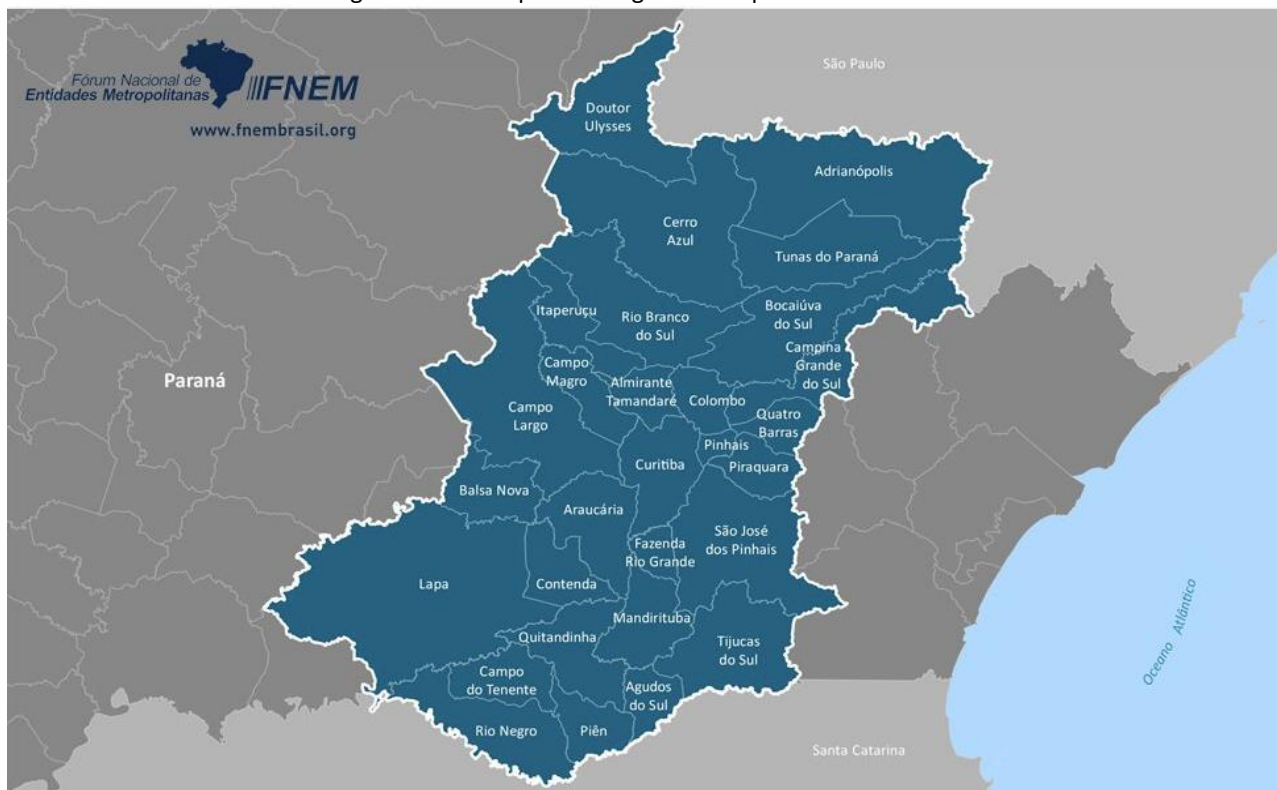 Fórum Nacional de
Entidades Metropolitanas
///FNEM
www.fnembrasil.org
São Paulo
Doutor
Ulysses
Adrianópolis
Cerro
Azul
Tunas do Paraná
Itaperuçu
Rio Branco
do Sul
Bocaiúva
do Sul
Campina
Grande
do Sul
Paraná
Campo
Magro
Almirante
Tamandaré
Colombo
Campo
Largo
Quatro
Barras
Pinhais
Curitiba
Piraquara
Balsa Nova
Araucária
São José
dos Pinhais
Fazenda
Rio Grande
Lapa
Contenda
Mandirituba
Quitandinha
Tijucas
do Sul
Campo
do Tenente
Agudos
do Sul
Rio Negro
Piên
Santa Catarina
Oceano Atlântico